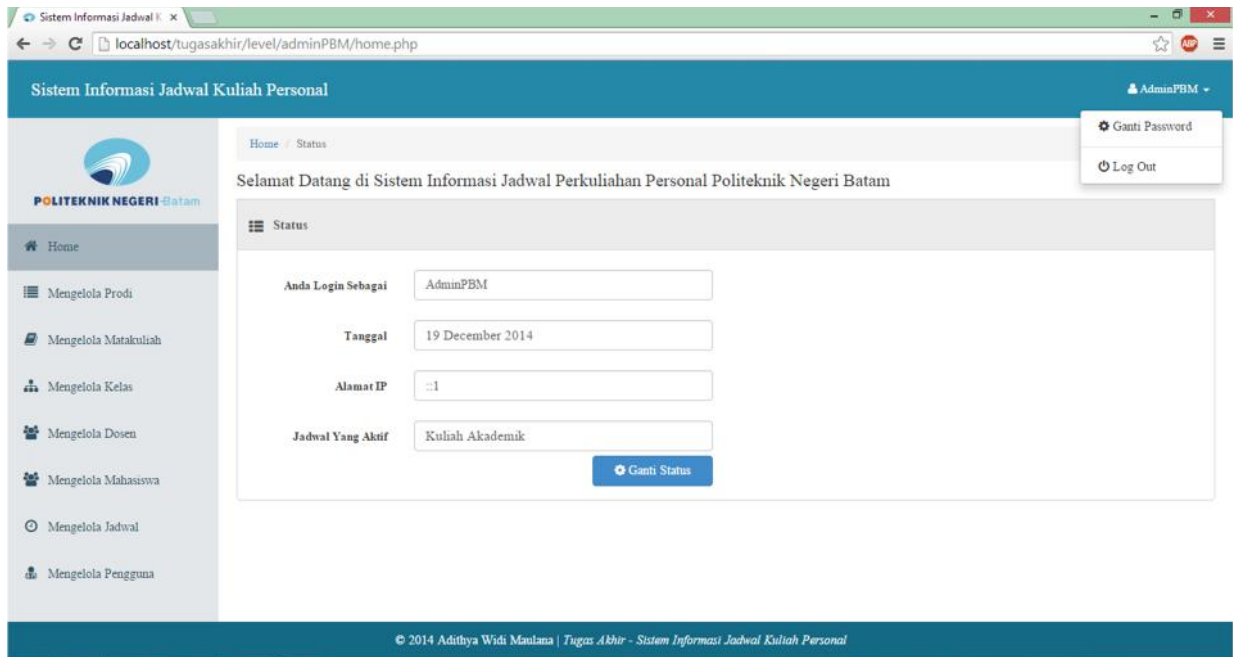 Sistem Informasi Jadwal K
localhost/tugasakhir/level/adminPBM/home.php
ABP
Sistem Informasi Jadwal Kuliah Personal
AdminPBM
Ganti Password
Log Out
POLITEKNIK NEGERI Batam
Home
Mengelola Prodi
Mengelola Matakuliah
Mengelola Kelas
Mengelola Dosen
Mengelola Mahasiswa
Mengelola Jadwal
Mengelola Pengguna
Home / Status
Selamat Datang di Sistem Informasi Jadwal Perkuliahan Personal Politeknik Negeri Batam
Status
Anda Login Sebagai AdminPBM
Tanggal 19 December 2014
Alamat IP ::1
Jadwal Yang Aktif Kuliah Akademik
Ganti Status
© 2014 Adithya Widi Maulana | Tugas Akhir - Sistem Informasi Jadwal Kuliah Personal